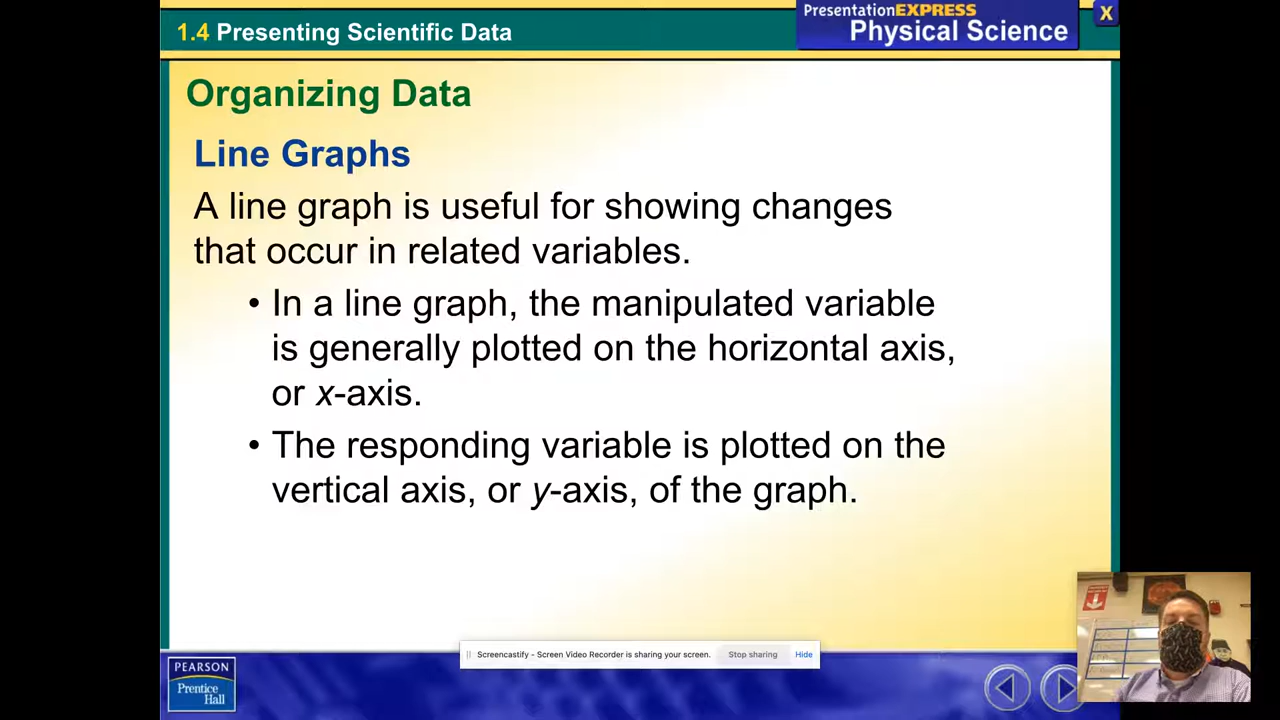 1.4 Presenting Scientific Data
PresentationEXPRESS
Physical Science
X
Organizing Data
Line Graphs
A line graph is useful for showing changes
that occur in related variables.
• In a line graph, the manipulated variable
is generally plotted on the horizontal axis,
or x-axis.
• The responding variable is plotted on the
vertical axis, or y-axis, of the graph.
Screencastify - Screen Video Recorder is sharing your screen. Stop sharing Hide
PEARSON
Prentice
Hall